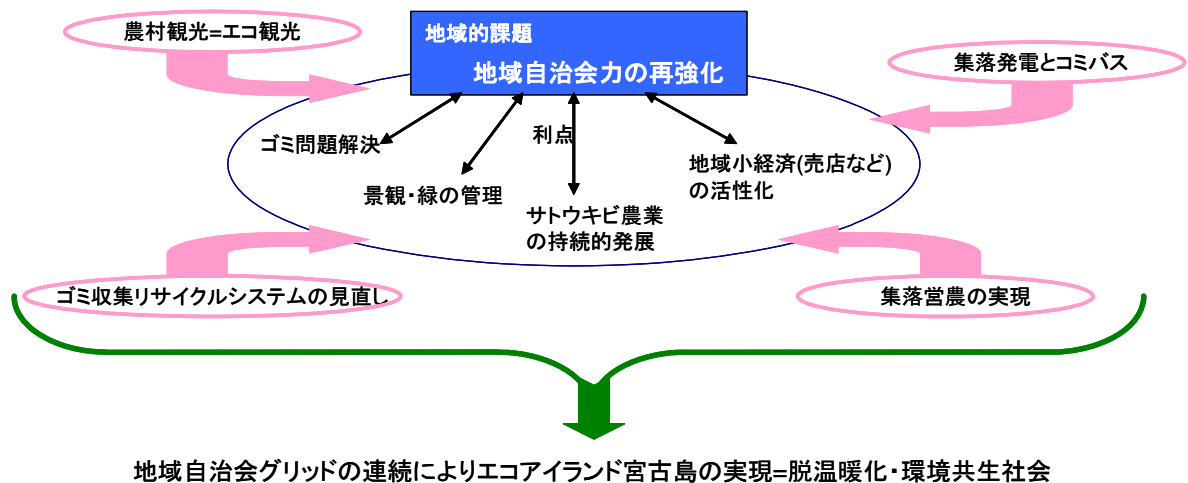 農村観光=エコ観光
地域的課題
地域自治会力の再強化
集落発電とコミバス
ゴミ問題解決
利点
景観・緑の管理
サトウキビ農業
の持続的発展
地域小経済(売店など)
の活性化
ゴミ収集リサイクルシステムの見直し
集落営農の実現
地域自治会グリッドの連続によりエコアイランド宮古島の実現=脱温暖化・環境共生社会